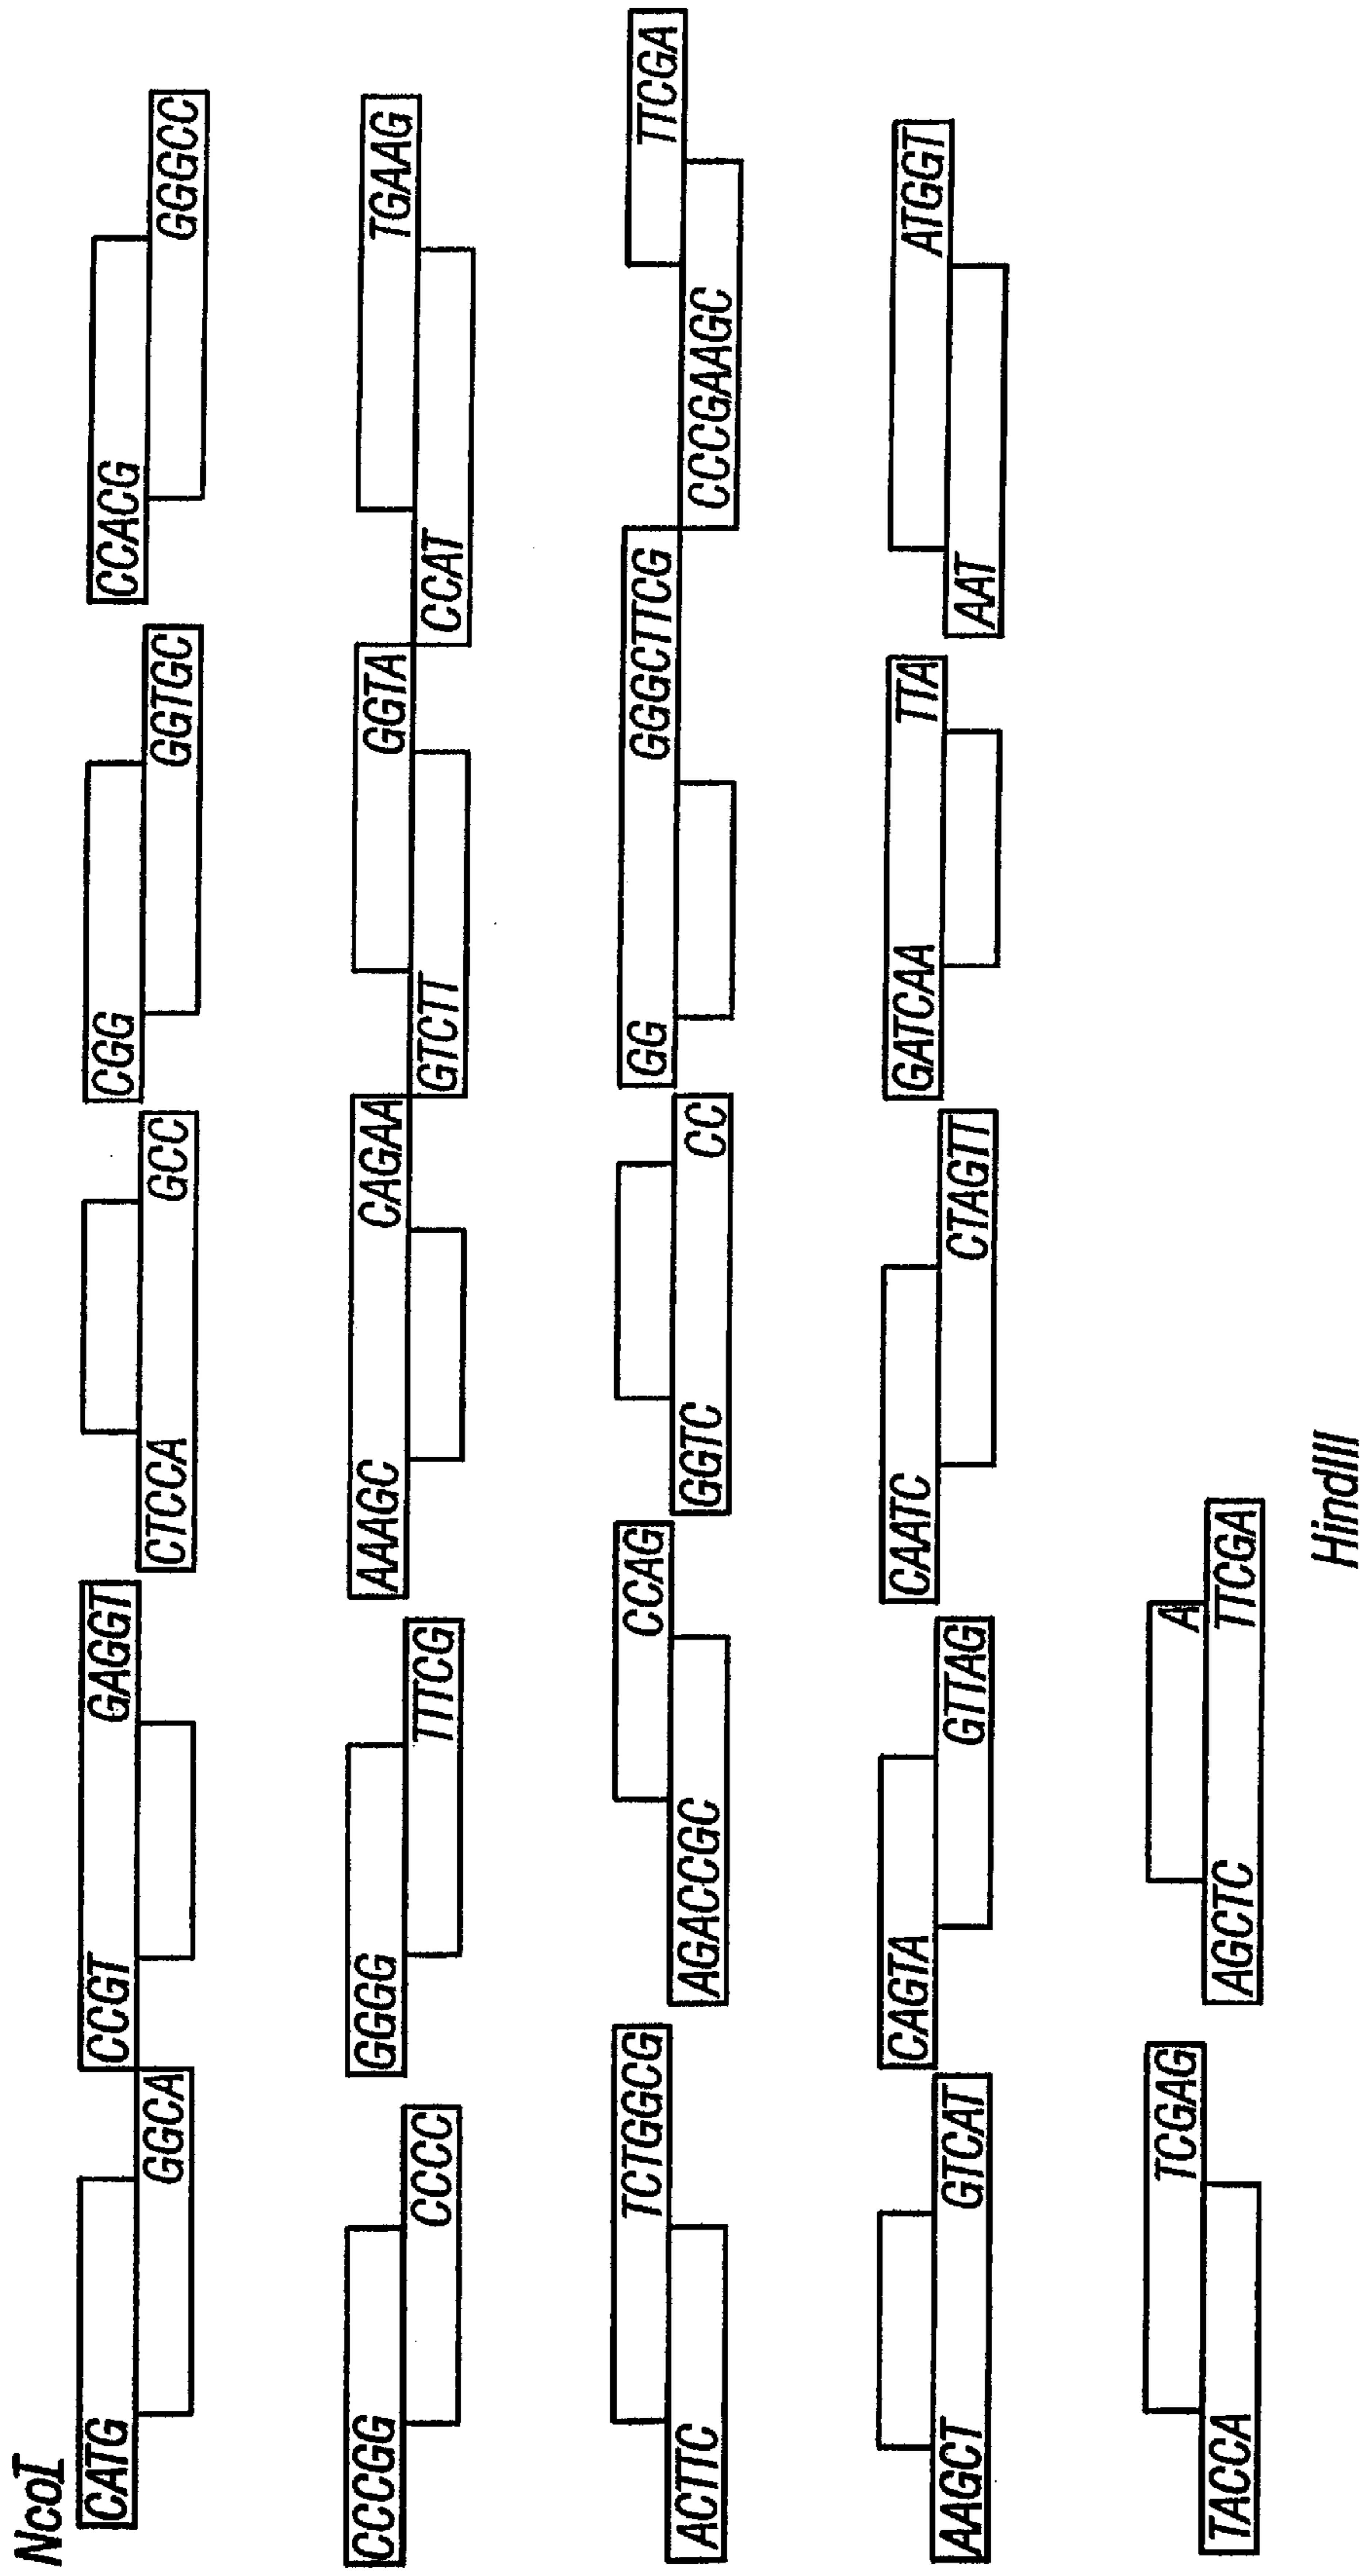 NcoI
CATG CCGT GAGGT CGG CCACG
GGCA CTCCA GCC GGTGC GGGCC
CCCGG GGGG AAAGC CAGAA GGTA TGAAG
CCCC TTTCG GTCTT CCAT
TCTGGCG CCAG GG GGGCTTCG TTCGA
ACTTC AGACCGC GGTC CC CCCGAAGC
CAGTA CAATC GATCAA TTA ATGGT
AAGCT GTCAT GTTAG CTAGTT AAT
TCGAG A
TACCA AGCTC TTCGA
HindIII